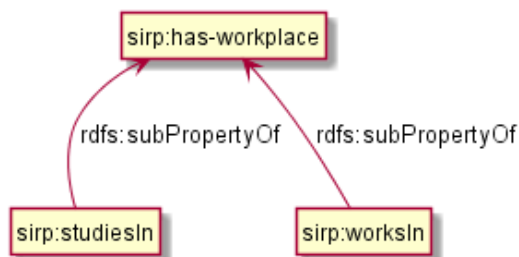 sirp:has-workplace
rdfs:subPropertyOf
rdfs:subPropertyOf
sirp:studiesIn
sirp:worksIn